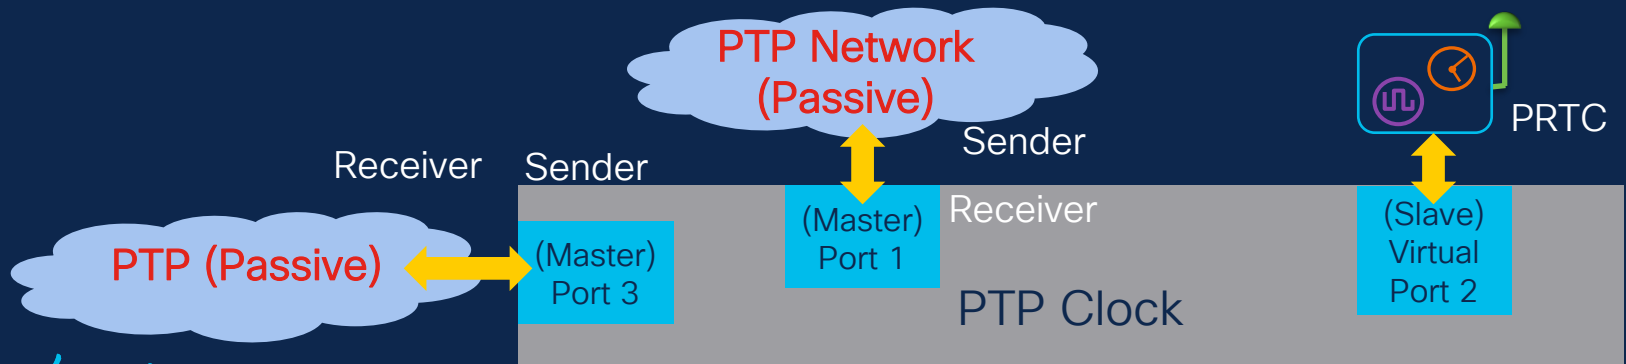 PTP Network
(Passive)
PRTC
Sender
Receiver
Sender
Receiver
(Master)
Port 1
(Slave)
Virtual
Port 2
PTP (Passive)
(Master)
Port 3
PTP Clock